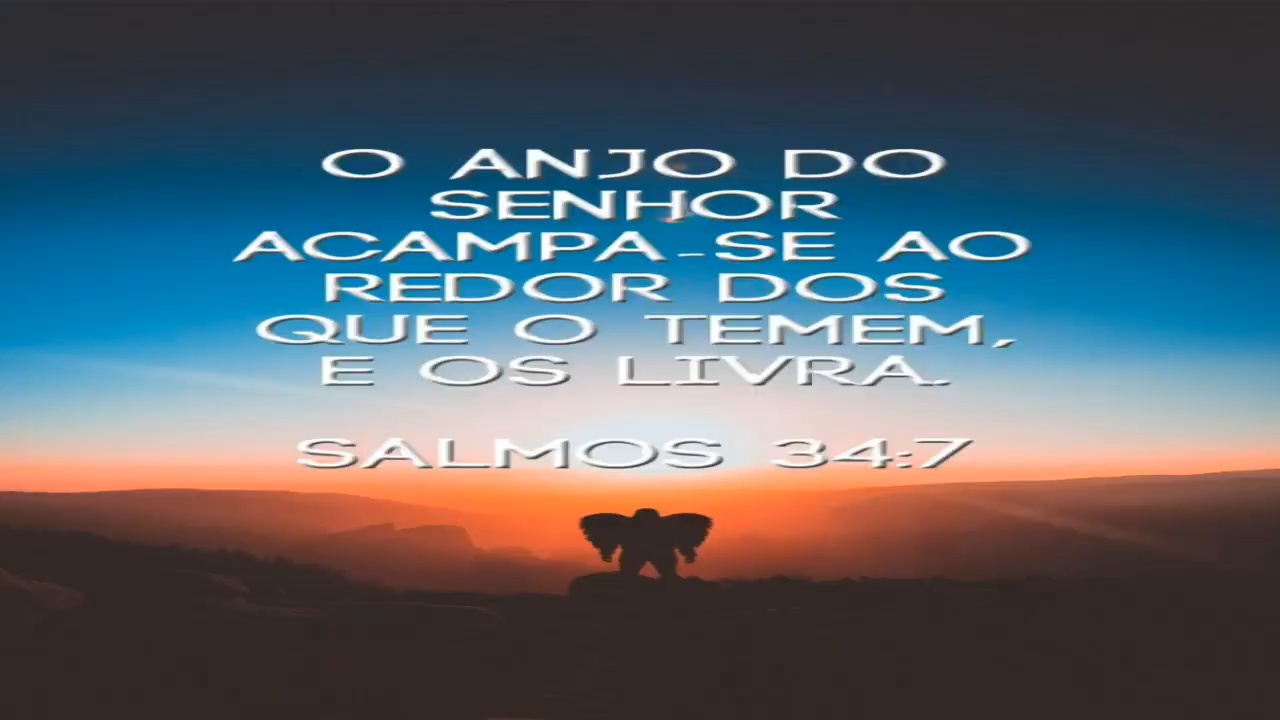 O ANJO DO
SENHOR
ACAMPA-SE AO
REDOR DOS
QUE O TEMEM,
E OS LIVRA.
SALMOS 34:7